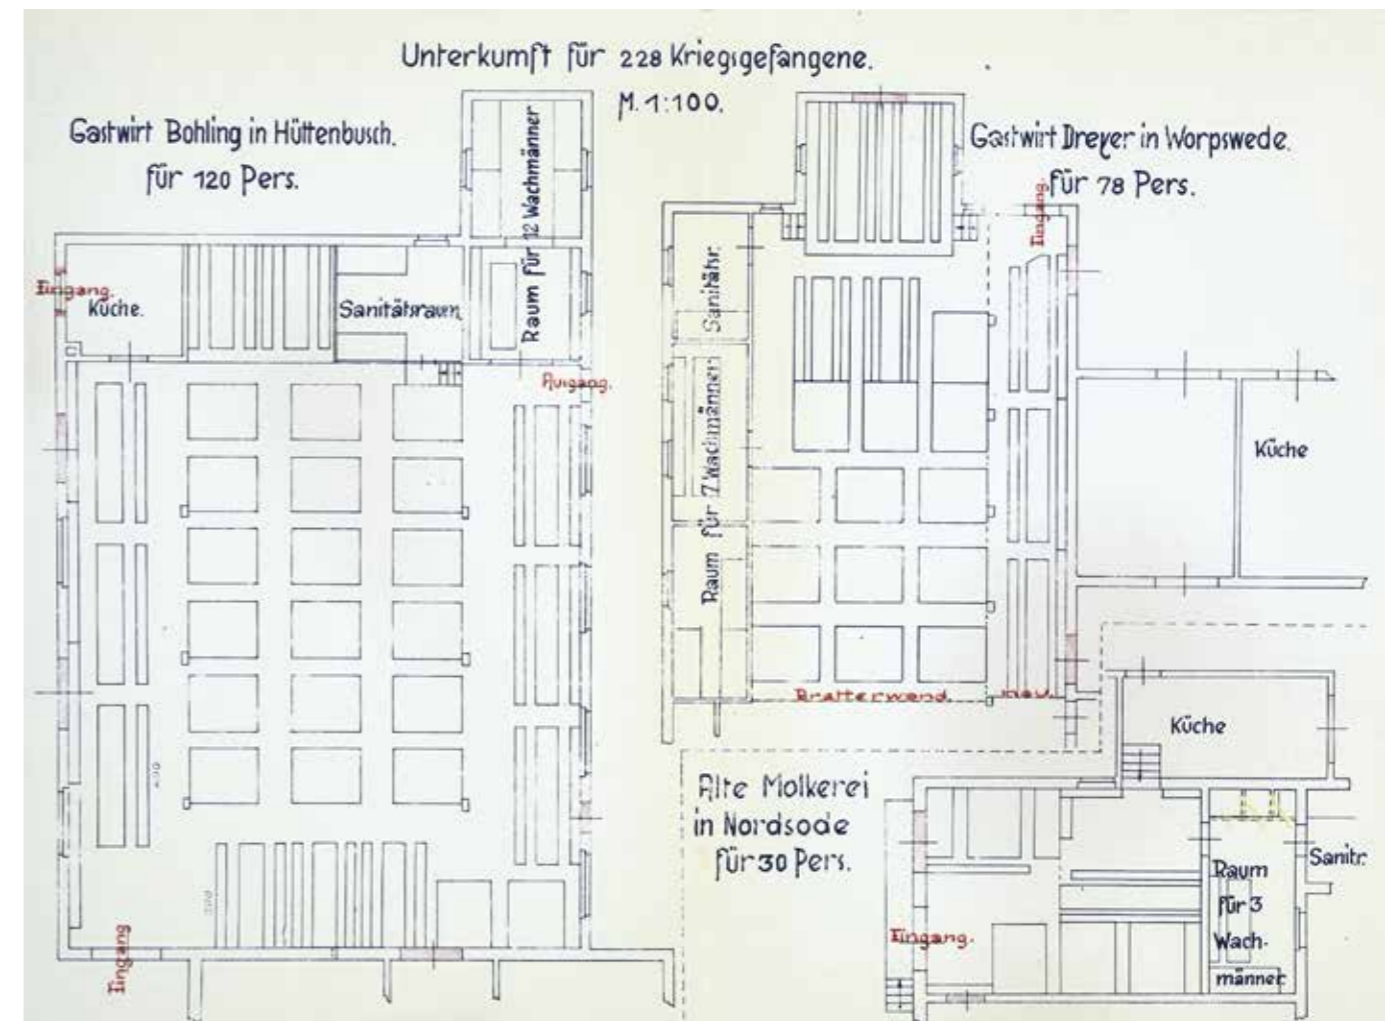 Unterkumft für 228 Kriegsgefangene.
M. 1:100.
Gastwirt Bohling in Hüttenbusch.
für 120 Pers.
Eingang.
Küche.
Sanitätsraum
Raum für 12 Wachmänner
Ausgang.
Eingang
Gastwirt Dreyer in Worpswede.
für 78 Pers.
Eingang.
Sanitätsr.
Raum für 7 Wachmänner
Küche
neu.
Alte Molkerei
in Nordsode
für 30 Pers.
Küche
Eingang.
Raum
für 3
Wach-
männer
Sanitr.